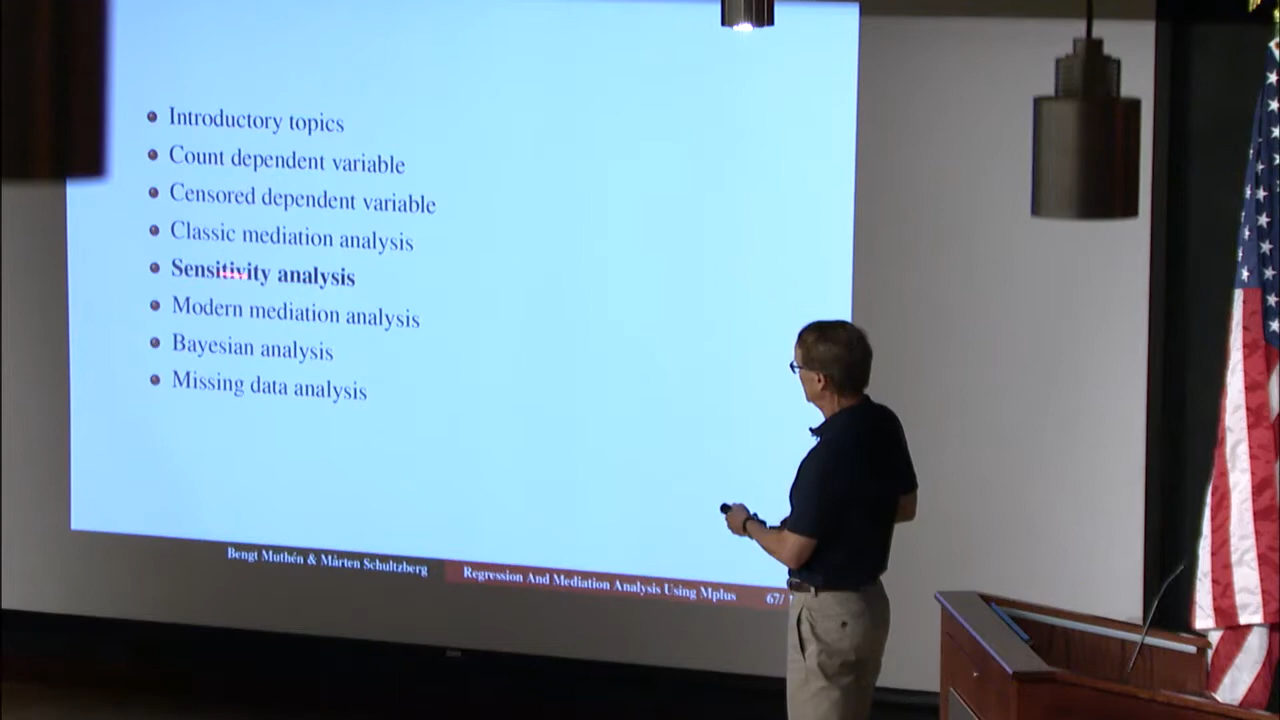 Introductory topics
Count dependent variable
Censored dependent variable
Classic mediation analysis
Sensitivity analysis
Modern mediation analysis
Bayesian analysis
Missing data analysis
Bengt Muthén & Mårten Schultzberg
Regression And Mediation Analysis Using Mplus
67/